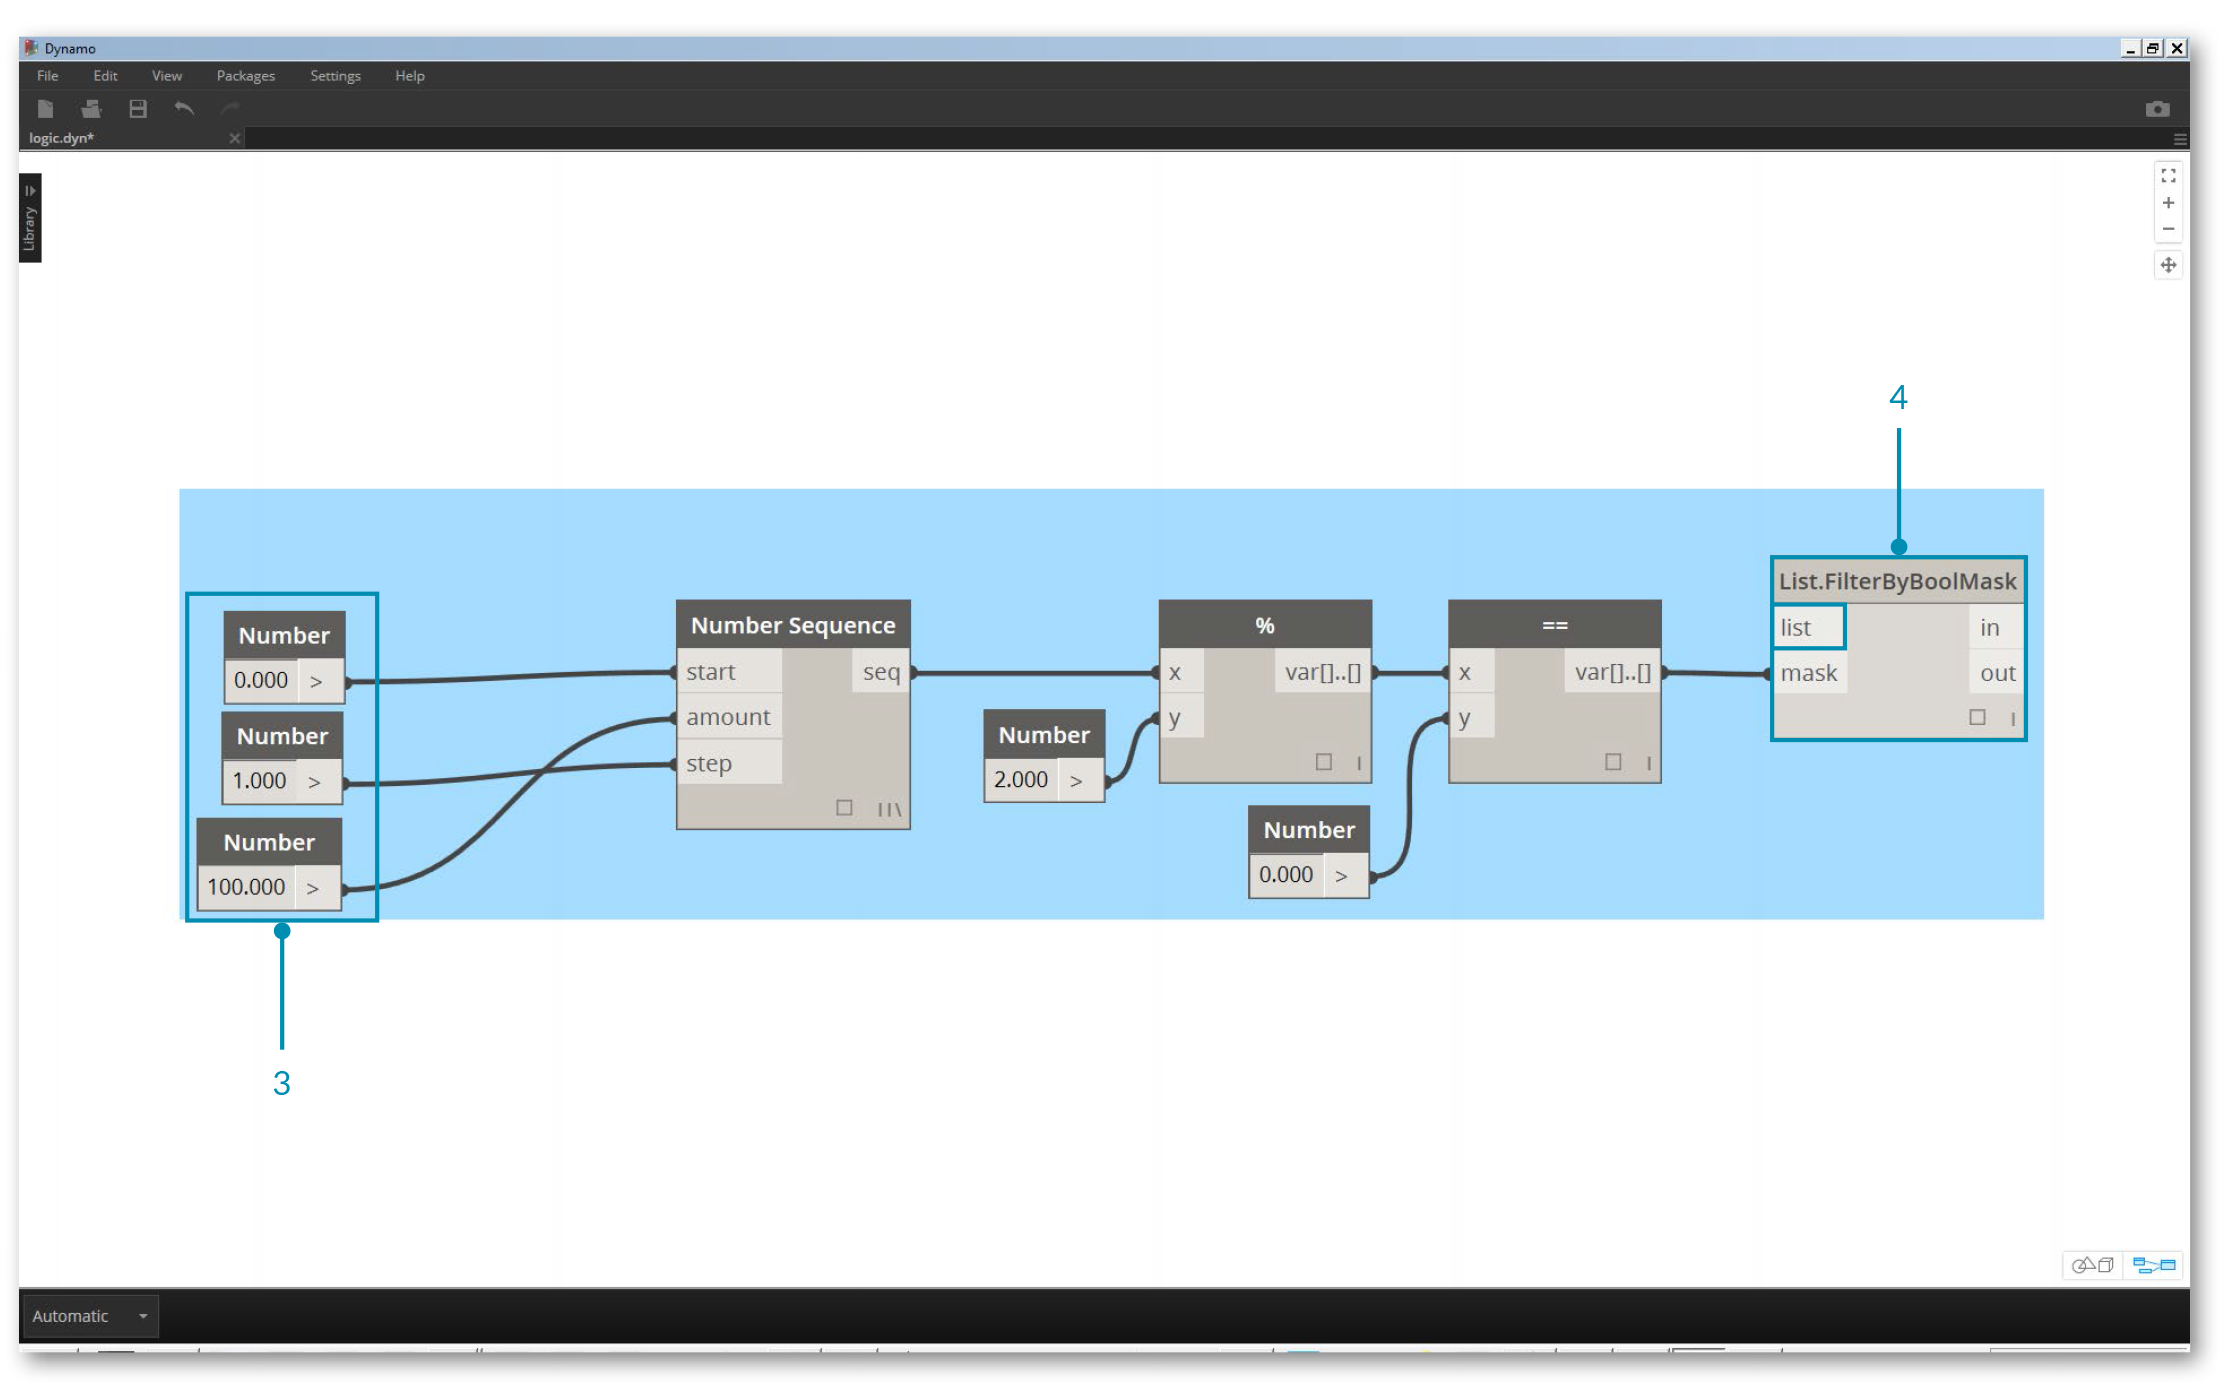 Dynamo
File Edit View Packages Settings Help
logic.dyn*
Library
4
List.FilterByBoolMask
list in
mask out
Number
0.000 >
Number
1.000 >
Number
100.000 >
Number Sequence
start seq
amount
step
%
x var[]..[]
y
Number
2.000 >
==
x var[]..[]
y
Number
0.000 >
3
Automatic